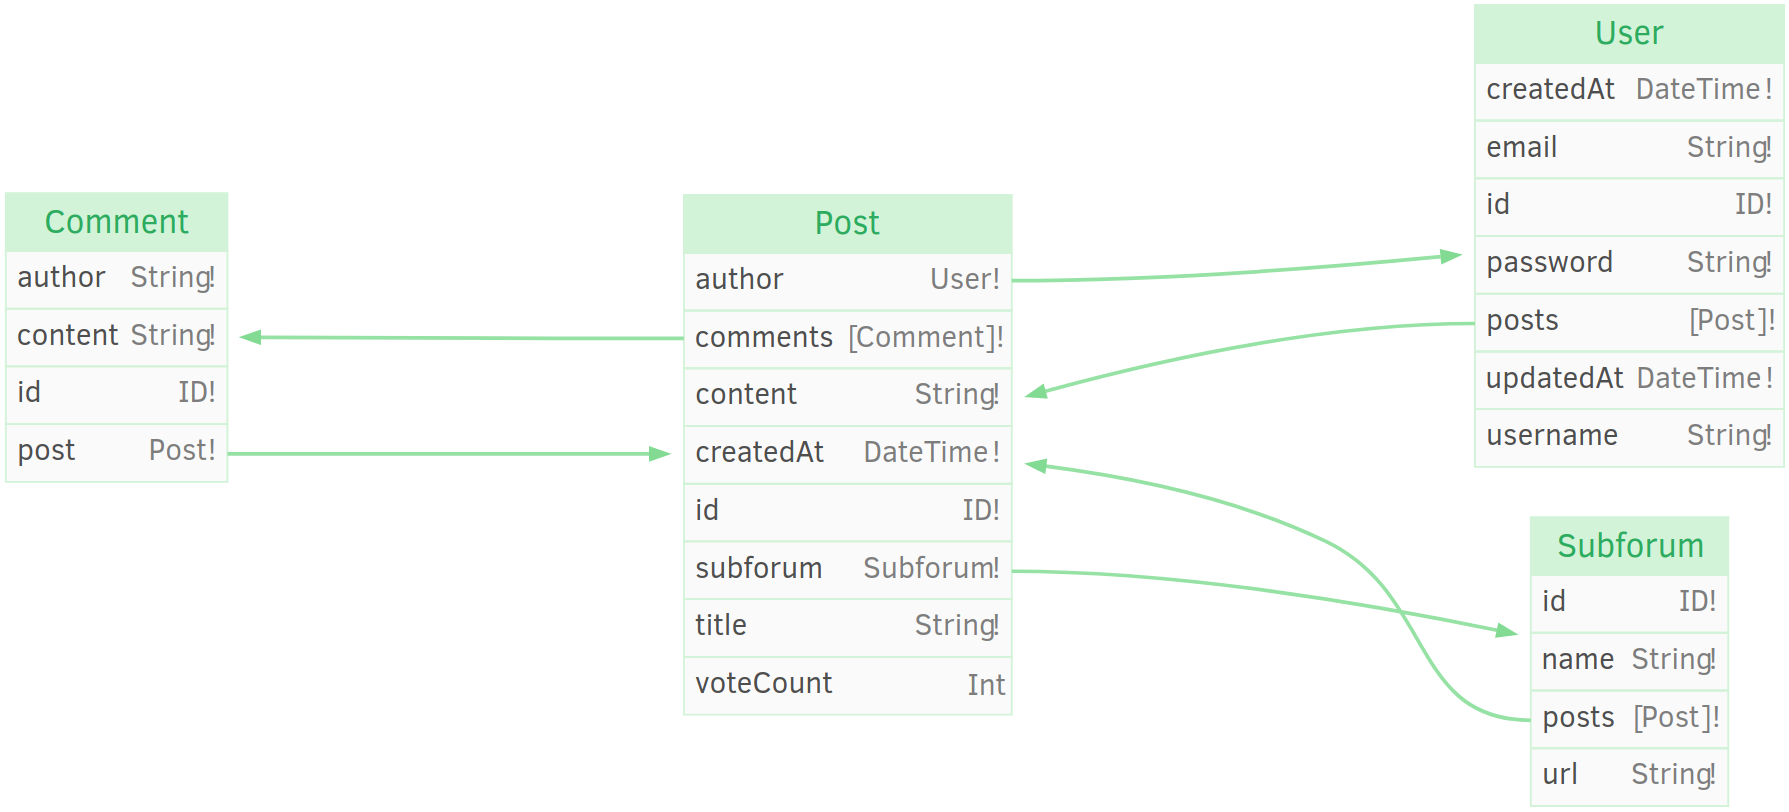 Comment
author String!
content String!
id ID!
post Post!
Post
author User!
comments [Comment]!
content String!
createdAt DateTime!
id ID!
subforum Subforum!
title String!
voteCount Int
User
createdAt DateTime!
email String!
id ID!
password String!
posts [Post]!
updatedAt DateTime!
username String!
Subforum
id ID!
name String!
posts [Post]!
url String!